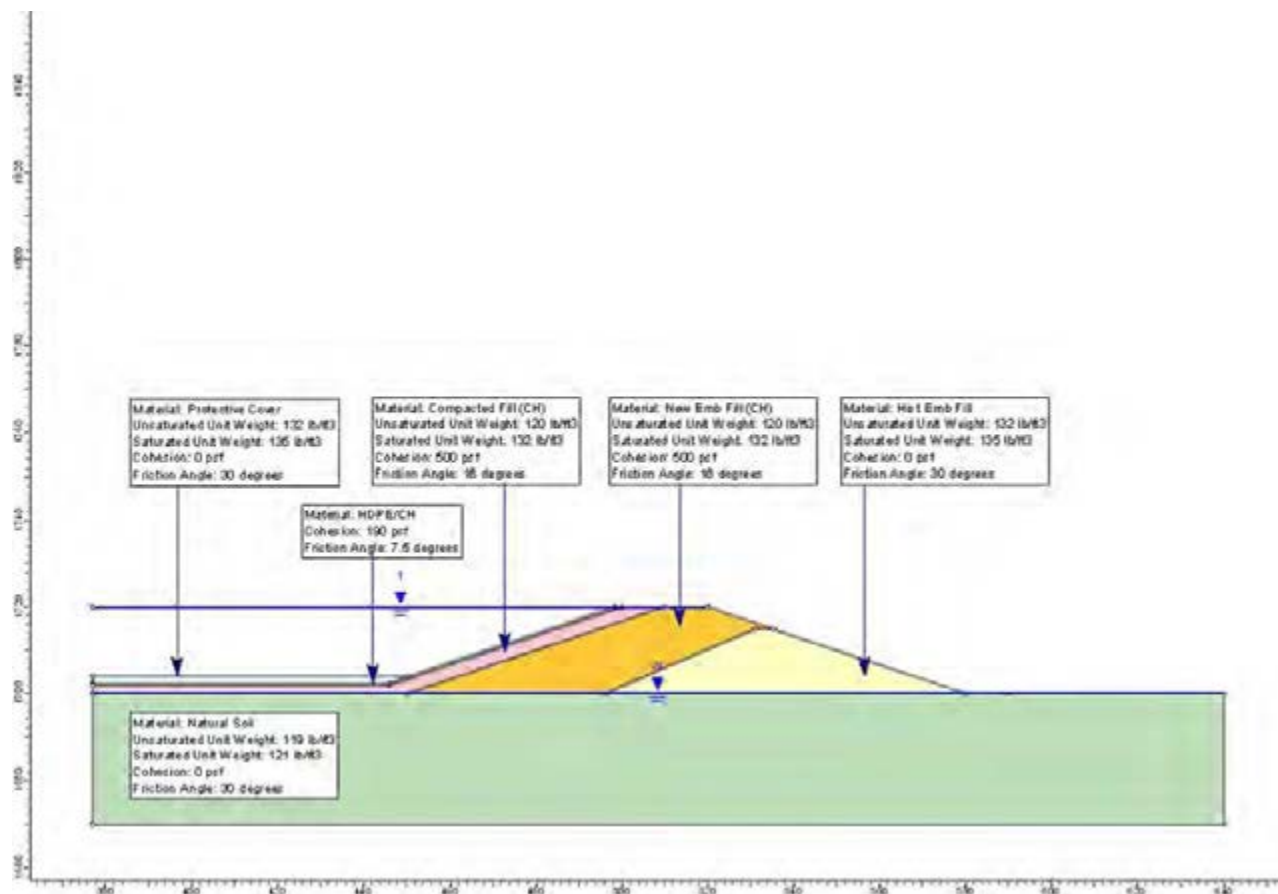 Material: Protective Cover
Unsaturated Unit Weight: 132 lb/ft3
Saturated Unit Weight: 135 lb/ft3
Cohesion: 0 psf
Friction Angle: 30 degrees
Material: Compacted Fill (CH)
Unsaturated Unit Weight: 120 lb/ft3
Saturated Unit Weight: 132 lb/ft3
Cohesion: 500 psf
Friction Angle: degrees
Material: New Emb Fill (CH)
Unsaturated Unit Weight: 120 lb/ft3
Saturated Unit Weight: 132 lb/ft3
Cohesion: 500 psf
Friction Angle: degrees
Material: Emb Fill
Unsaturated Unit Weight: 132 lb/ft3
Saturated Unit Weight: 135 lb/ft3
Cohesion: 0 psf
Friction Angle: 30 degrees
Material: HDPE/CH
Cohesion: 190 psf
Friction Angle: 7.5 degrees
Material: Natural Soil
Unsaturated Unit Weight: 119 lb/ft3
Saturated Unit Weight: 121 lb/ft3
Cohesion: 0 psf
Friction Angle: 30 degrees